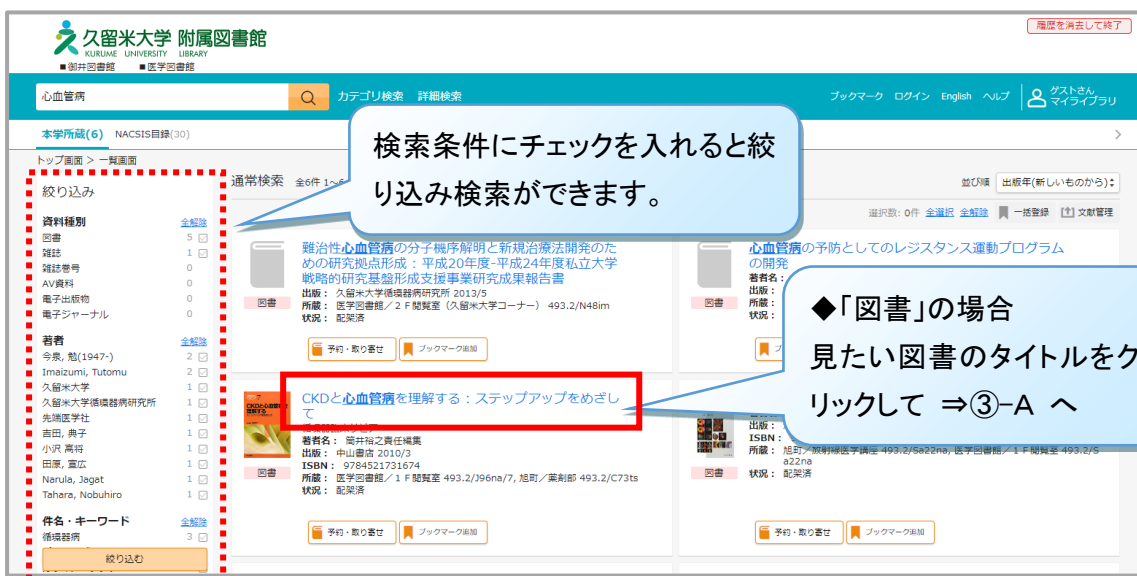 久留米大学 附属図書館
KURUME UNIVERSITY LIBRARY
■御井図書館 ■医学図書館
履歴を消去して終了
心血管病
カテゴリ検索 詳細検索
ブックマーク ログイン English ヘルプ
ゲストさん
マイライブラリ
本学所蔵(6) NACSIS目録(30)
トップ画面 > 一覧画面
検索条件にチェックを入れると絞
り込み検索ができます。
絞り込み
資料種別 全解除
図書 5
雑誌 1
雑誌巻号 0
AV資料 0
電子出版物 0
電子ジャーナル 0
著者 全解除
今泉, 勉(1947-) 2
Imaizumi, Tutomu 2
久留米大学 1
久留米大学循環器病研究所 1
先端医学社 1
吉田, 典子 1
小沢 高将 1
田原, 宣広 1
Narula, Jagat 1
Tahara, Nobuhiro 1
件名・キーワード 全解除
循環器病 3
絞り込む
通常検索 全6件 1~6
並び順 出版年(新しいものから)
選択数: 0件 全選択 全解除 一括登録 文献管理
難治性心血管病の分子機序解明と新規治療法開発のた
めの研究拠点形成 : 平成20年度-平成24年度私立大学
戦略的研究基盤形成支援事業研究成果報告書
出版 : 久留米大学循環器病研究所 2013/5
所蔵 : 医学図書館/2F閲覧室(久留米大学コーナー) 493.2/N48im
状況 : 配架済
図書
予約・取り寄せ ブックマーク追加
心血管病の予防としてのレジスタンス運動プログラム
の開発
著者名 :
出版 :
所蔵 :
状況 :
図書
◆「図書」の場合
見たい図書のタイトルをク
リックして ⇒③-A へ
CKDと心血管病を理解する : ステップアップをめざし
て
著者名 : 筒井裕之責任編集
出版 : 中山書店 2010/3
ISBN : 9784521731674
所蔵 : 医学図書館/1F閲覧室 493.2/J96na/7, 旭町/薬剤部 493.2/C73ts
状況 : 配架済
図書
予約・取り寄せ ブックマーク追加
出版 :
ISBN :
所蔵 : 旭町/放射線医学講座 493.2/Sa22na, 医学図書館/1F閲覧室 493.2/S
a22na
状況 : 配架済
図書
予約・取り寄せ ブックマーク追加